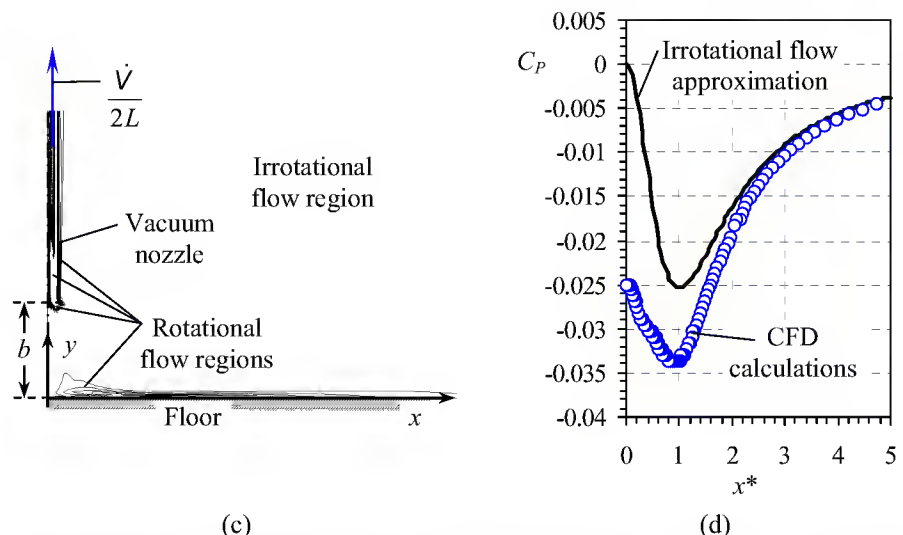 V̇
2L
Irrotational
flow region
Vacuum
nozzle
b
y
Rotational
flow regions
Floor
x
(c)
C_P
0
-0.005
-0.01
-0.015
-0.02
-0.025
-0.03
-0.035
-0.04
Irrotational flow
approximation
CFD
calculations
0 1 2 3 4 5
x*
(d)